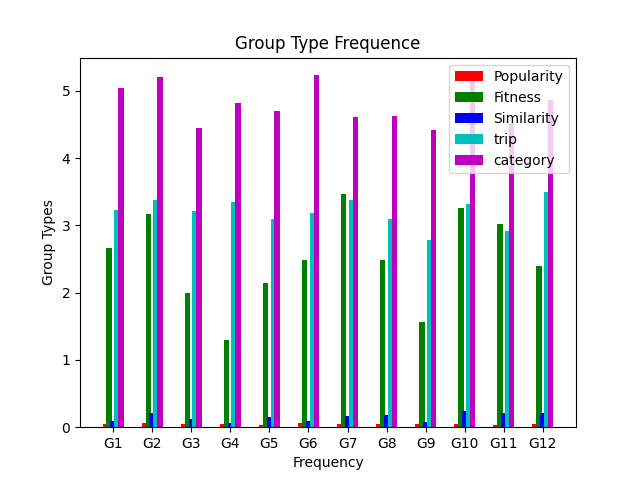 Group Type Frequence
Popularity
Fitness
Similarity
trip
category
Group Types
5
4
3
2
1
0
G1 G2 G3 G4 G5 G6 G7 G8 G9 G10 G11 G12
Frequency